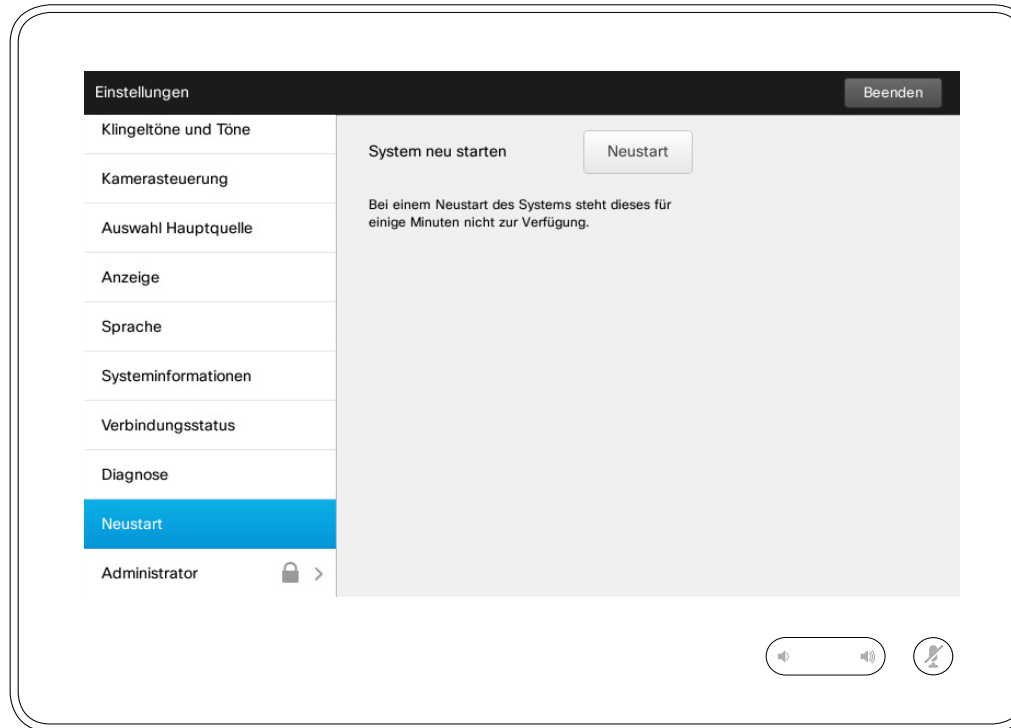 Einstellungen
Beenden
Klingeltöne und Töne
Kamerasteuerung
Auswahl Hauptquelle
Anzeige
Sprache
Systeminformationen
Verbindungsstatus
Diagnose
Neustart
Administrator
System neu starten
Neustart
Bei einem Neustart des Systems steht dieses für
einige Minuten nicht zur Verfügung.